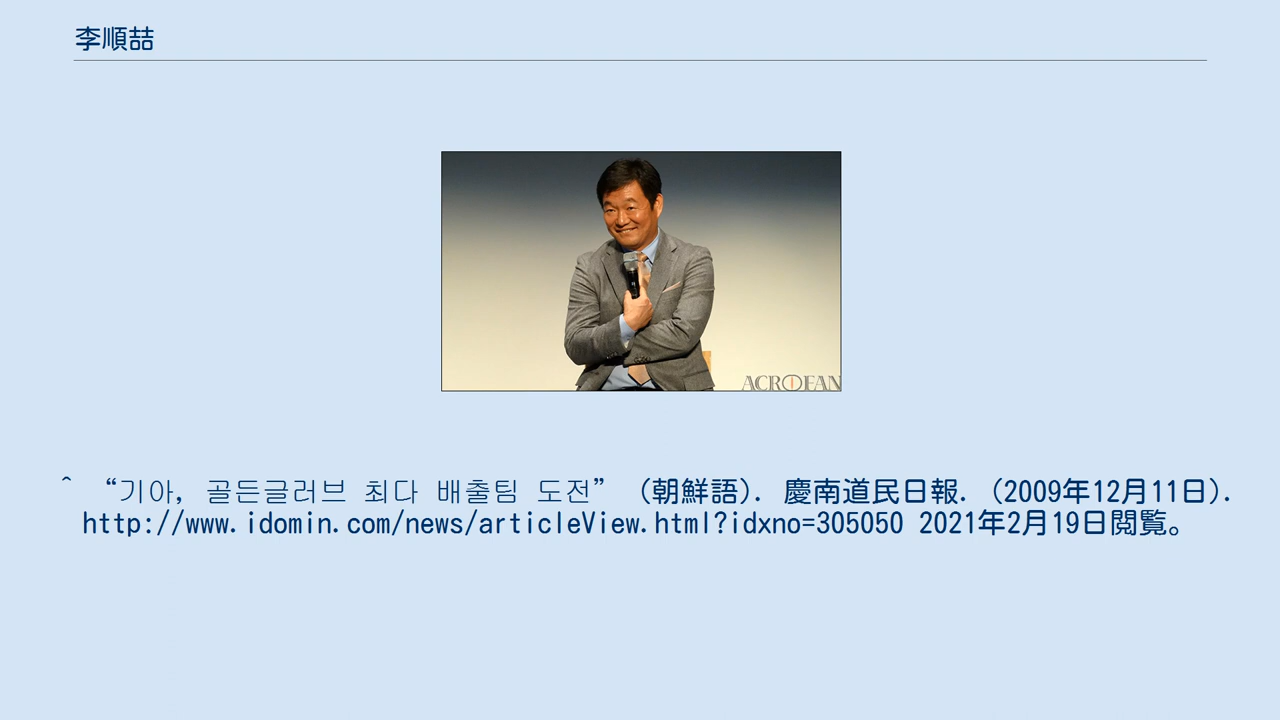 李順喆
ACROFAN
^ “기아, 골든글러브 최다 배출팀 도전” (朝鮮語). 慶南道民日報. (2009年12月11日).
http://www.idomin.com/news/articleView.html?idxno=305050 2021年2月19日閲覧。